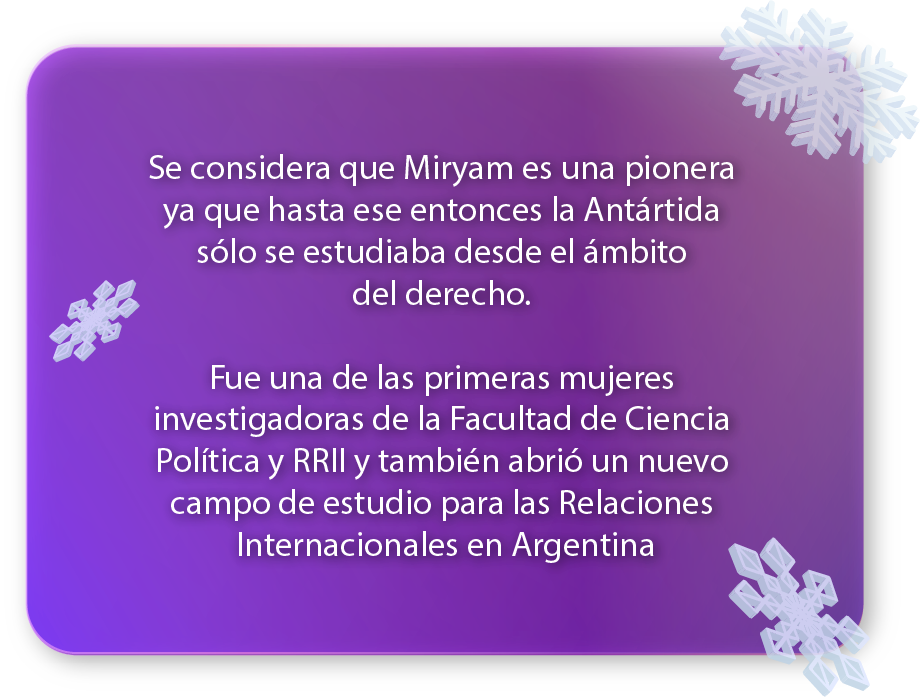 Se considera que Miryam es una pionera
ya que hasta ese entonces la Antártida
sólo se estudiaba desde el ámbito
del derecho.
Fue una de las primeras mujeres
investigadoras de la Facultad de Ciencia
Política y RRII y también abrió un nuevo
campo de estudio para las Relaciones
Internacionales en Argentina